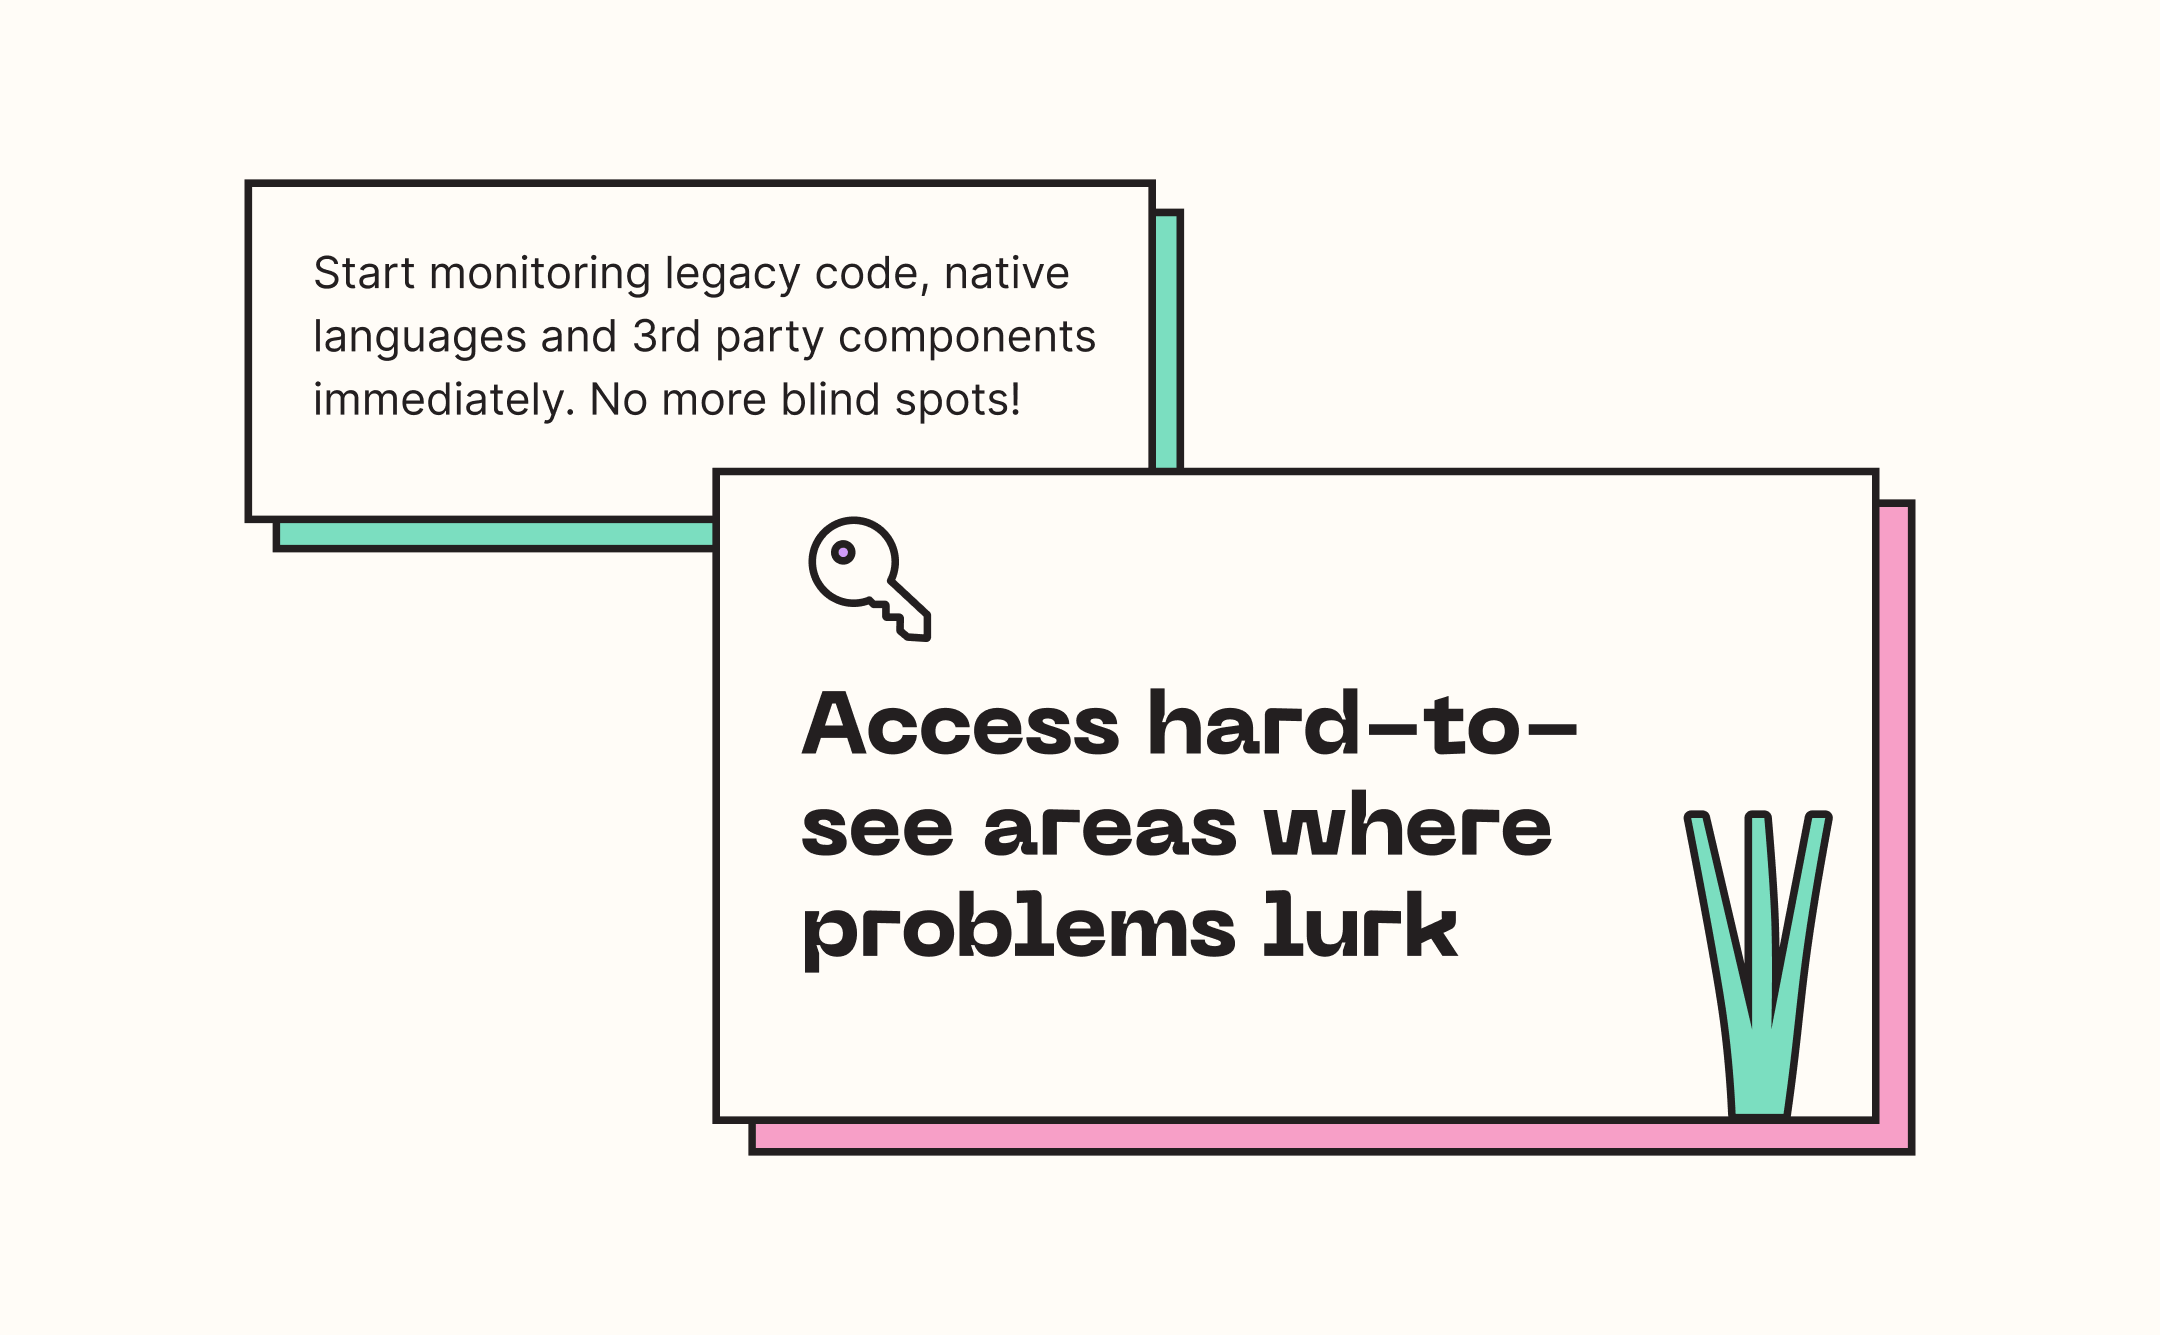 Start monitoring legacy code, native
languages and 3rd party components
immediately. No more blind spots!
Access hard-to-
see areas where
problems lurk